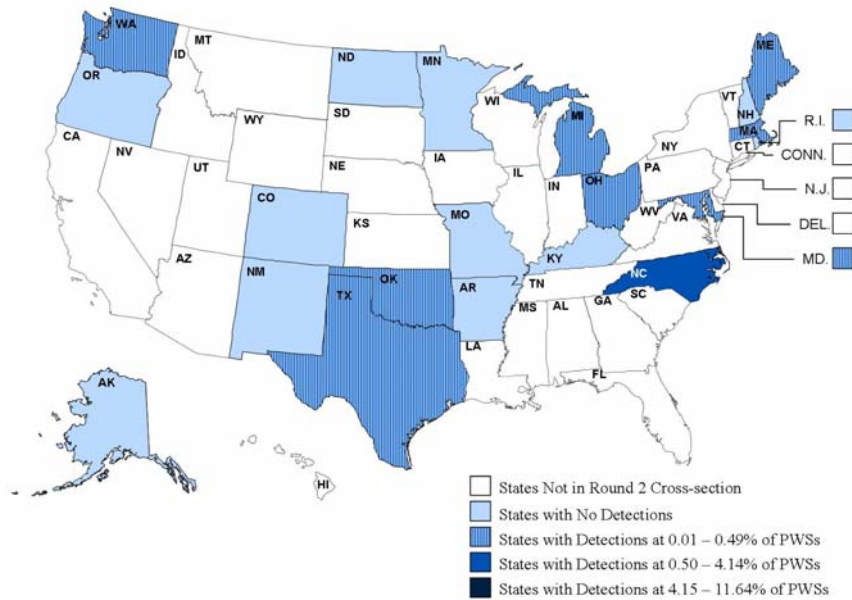 WA
MT
ND
MN
ME
ID
OR
SD
WI
MI
VT
NH
WY
MA
R.I.
CA
NV
IA
NY
CT
CONN.
UT
NE
IL
IN
OH
PA
N.J.
CO
KS
MO
WV
VA
DEL.
KY
MD.
AZ
NM
OK
TX
AR
TN
NC
MS
AL
GA
SC
LA
FL
AK
HI
States Not in Round 2 Cross-section
States with No Detections
States with Detections at 0.01 – 0.49% of PWSs
States with Detections at 0.50 – 4.14% of PWSs
States with Detections at 4.15 – 11.64% of PWSs